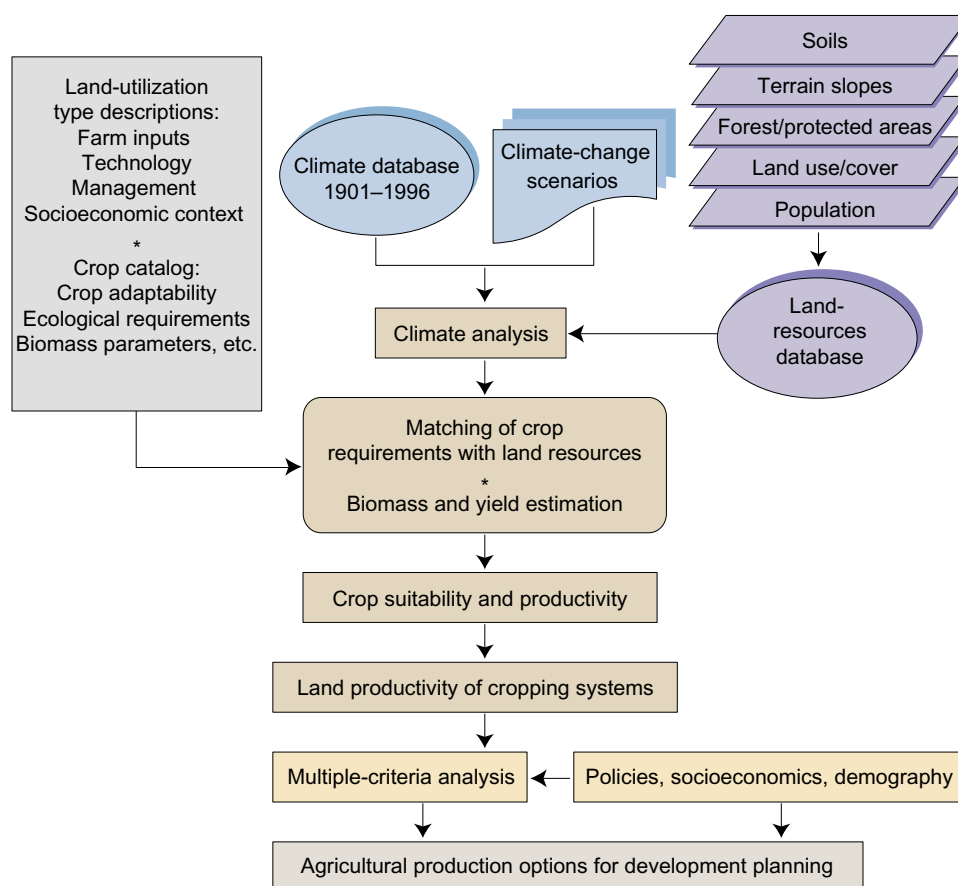 Land-utilization
type descriptions:
Farm inputs
Technology
Management
Socioeconomic context
*
Crop catalog:
Crop adaptability
Ecological requirements
Biomass parameters, etc.
Climate database
1901–1996
Climate-change
scenarios
Soils
Terrain slopes
Forest/protected areas
Land use/cover
Population
Land-
resources
database
Climate analysis
Matching of crop
requirements with land resources
*
Biomass and yield estimation
Crop suitability and productivity
Land productivity of cropping systems
Multiple-criteria analysis
Policies, socioeconomics, demography
Agricultural production options for development planning